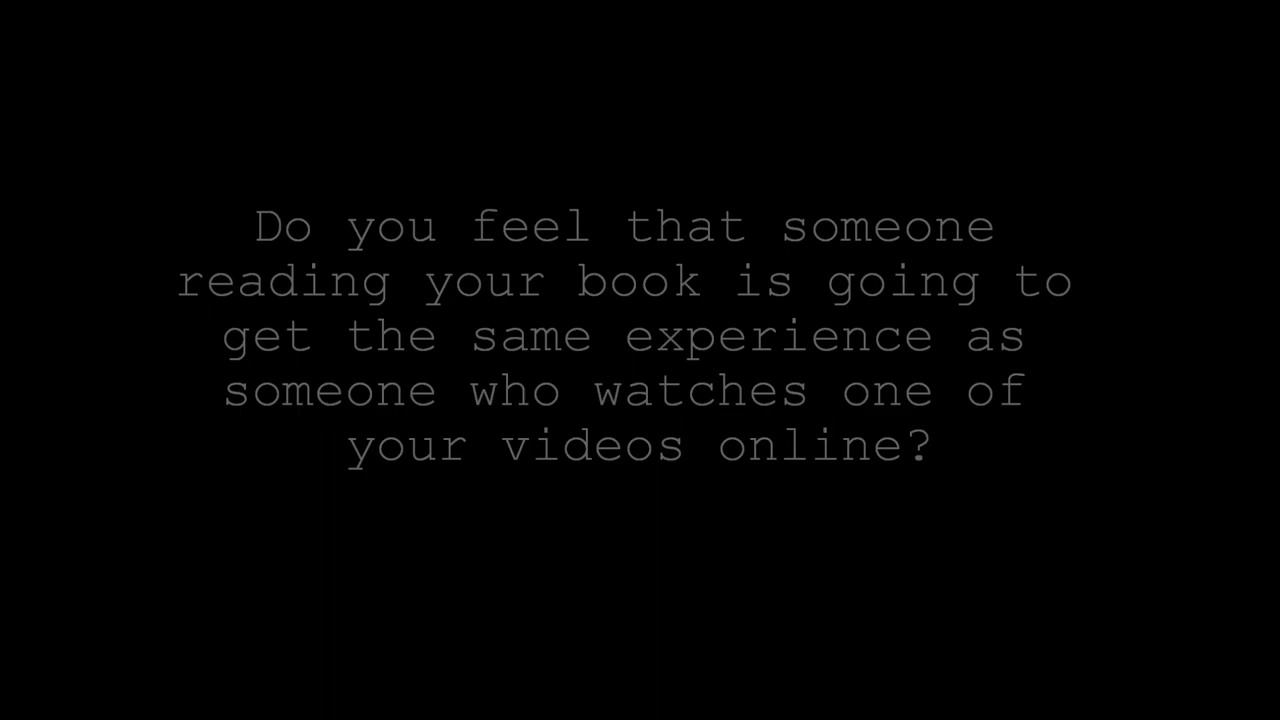 Do you feel that someone
reading your book is going to
get the same experience as
someone who watches one of
your videos online?